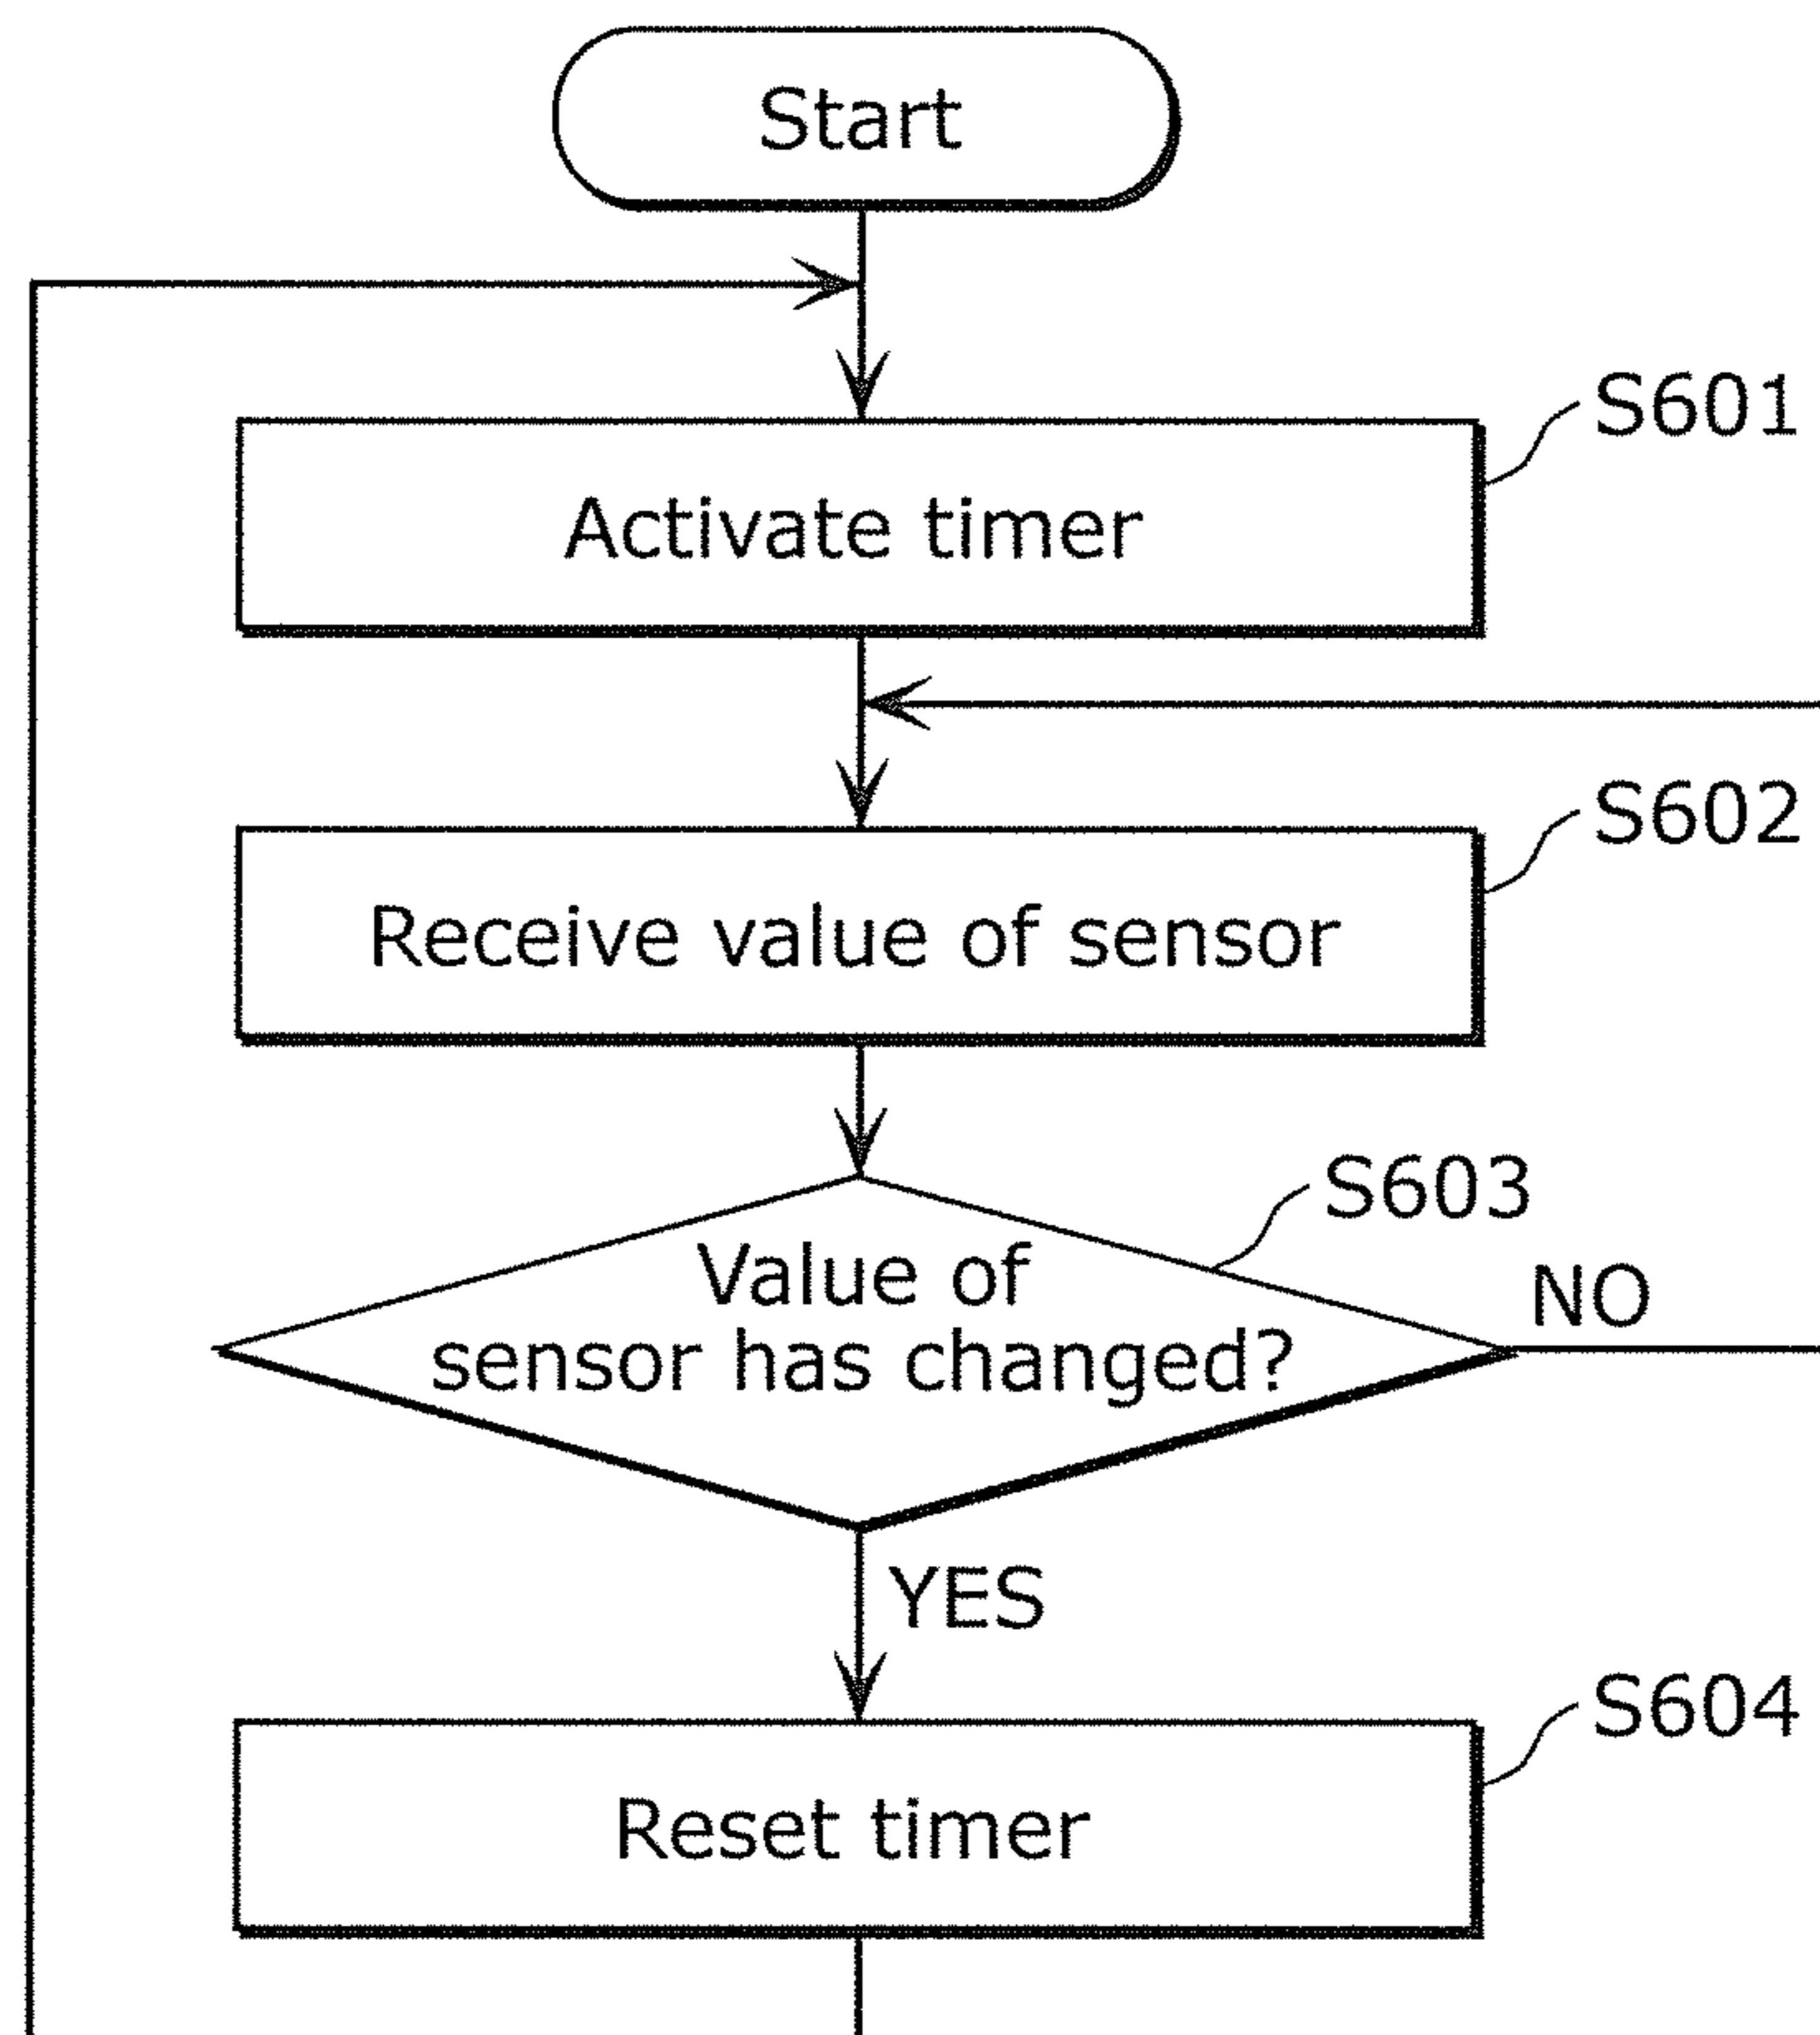 Start
S601
Activate timer
S602
Receive value of sensor
S603
Value of
sensor has changed?
NO
YES
S604
Reset timer